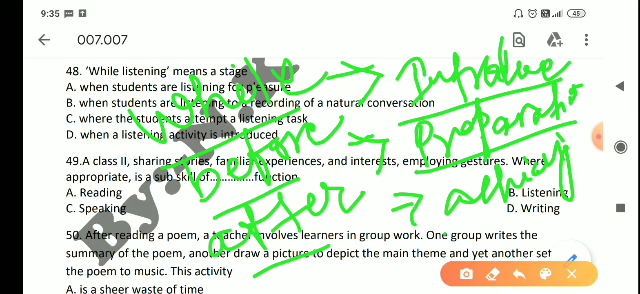 9:35
45
007.007
48. 'While listening' means a stage
A. when students are listening for pleasure
B. when students are listening to a recording of a natural conversation
C. where the students attempt a listening task
D. when a listening activity is introduced
While → Introduce
Before →
after →
49.A class II, sharing stories, familiar experiences, and interests, employing gestures. Where
appropriate, is a sub skill of..............function
A. Reading B. Listening
C. Speaking D. Writing
50. After reading a poem, a teacher involves learners in group work. One group writes the
summary of the poem, another draw a picture to depict the main theme and yet another set
the poem to music. This activity
A. is a sheer waste of time